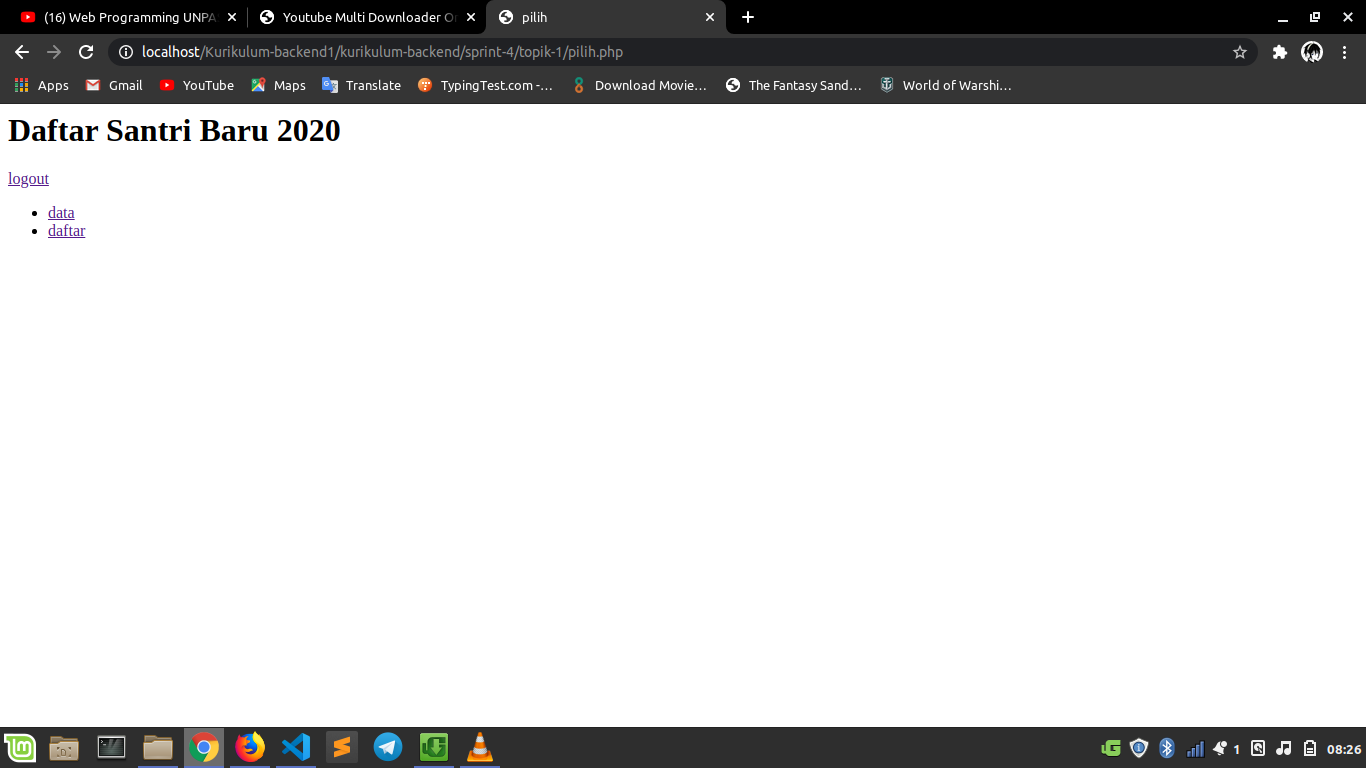 (16) Web Programming UNPA
Youtube Multi Downloader On
pilih
localhost/Kurikulum-backend1/kurikulum-backend/sprint-4/topik-1/pilih.php
Apps
Gmail
YouTube
Maps
Translate
TypingTest.com -...
Download Movie...
The Fantasy Sand...
World of Warshi...
Daftar Santri Baru 2020
logout
data
daftar
1
08:26